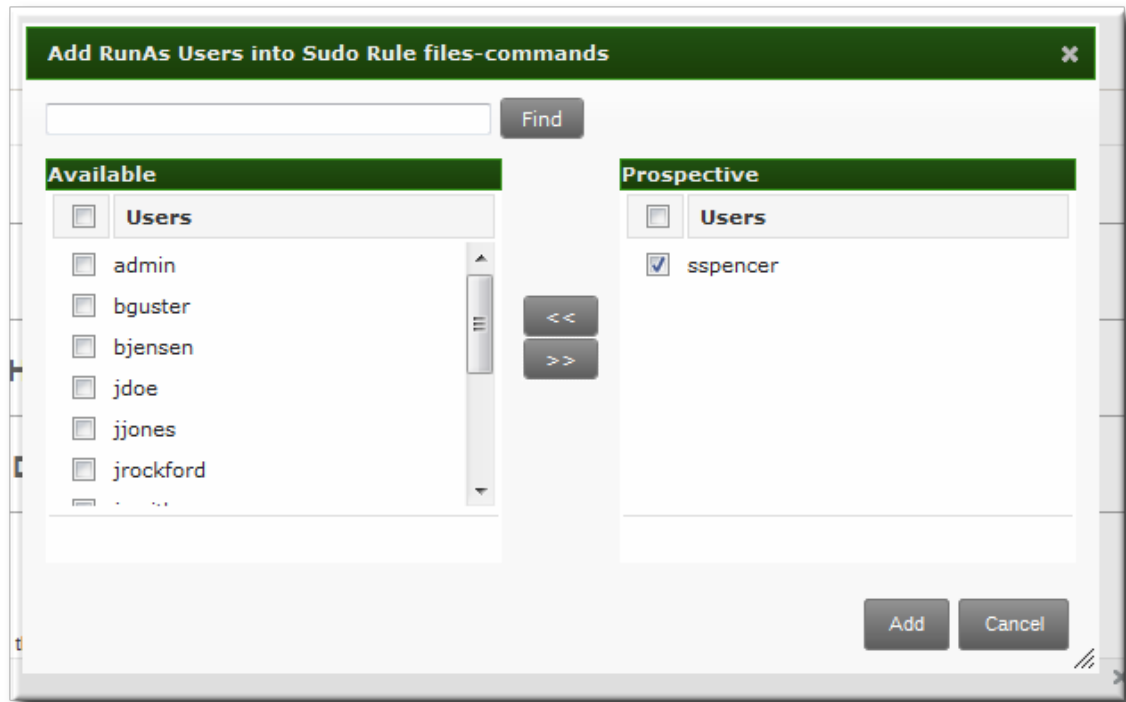 Add RunAs Users into Sudo Rule files-commands
Find
Available
Users
admin
bguster
bjensen
jdoe
jjones
jrockford
<<
>>
Prospective
Users
sspencer
Add
Cancel